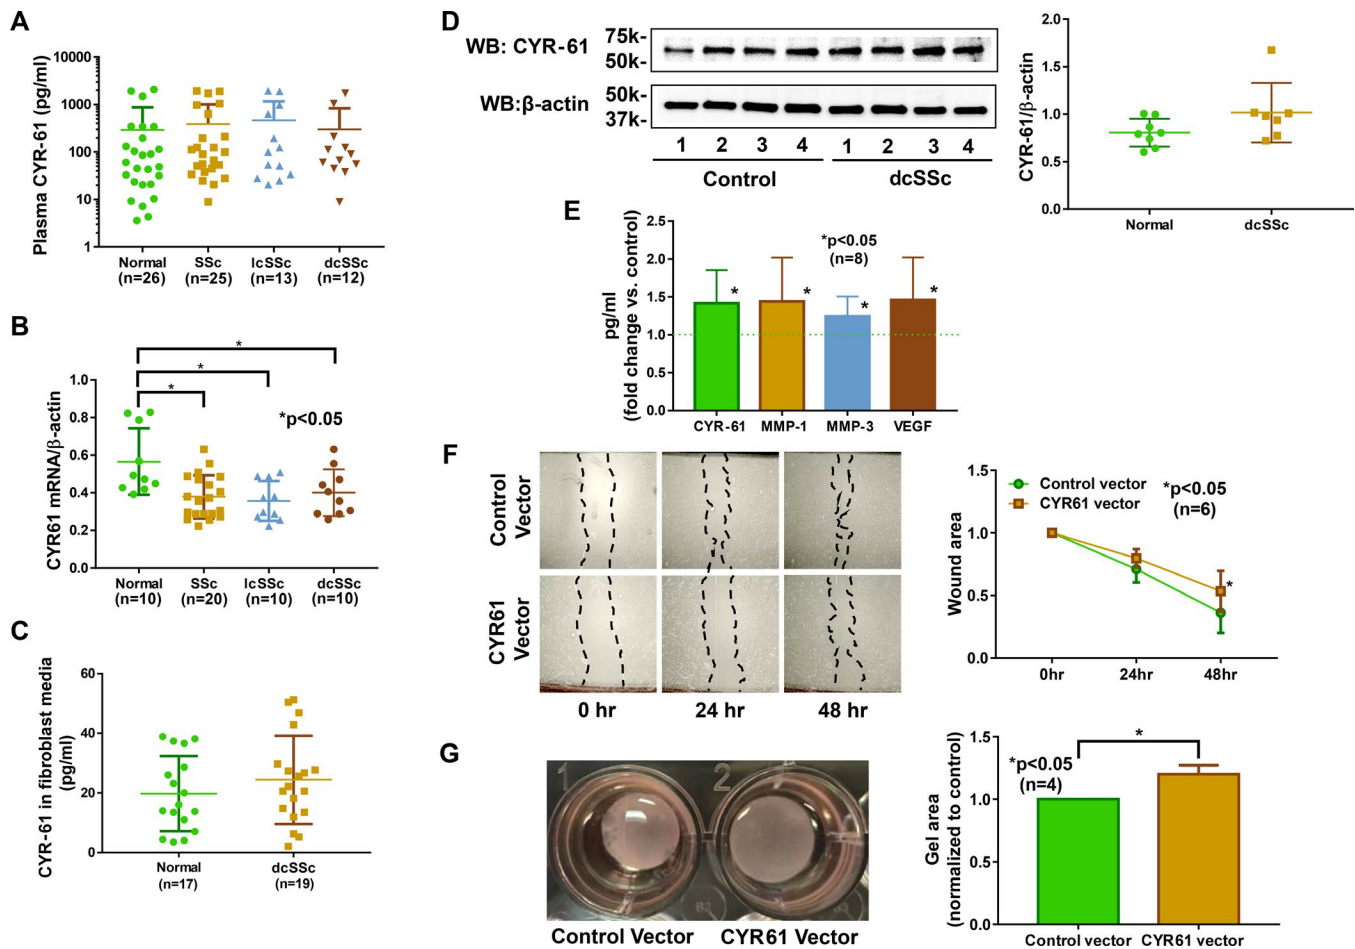 A
Plasma CYR-61 (pg/ml)
10000
1000
100
10
1
Normal
(n=26)
SSc
(n=25)
lcSSc
(n=13)
dcSSc
(n=12)
B
CYR61 mRNA/β-actin
1.0
0.8
0.6
0.4
0.2
0.0
*
*
*
*p<0.05
Normal
(n=10)
SSc
(n=20)
lcSSc
(n=10)
dcSSc
(n=10)
C
CYR-61 in fibroblast media
(pg/ml)
60
40
20
0
Normal
(n=17)
dcSSc
(n=19)
D
WB: CYR-61
75k-
50k-
WB:β-actin
50k-
37k-
1 2 3 4 1 2 3 4
Control dcSSc
CYR-61/β-actin
2.0
1.5
1.0
0.5
0.0
Normal dcSSc
E
pg/ml
(fold change vs. control)
2.5
2.0
1.5
1.0
0.5
0.0
*p<0.05
(n=8)
* * * *
CYR-61 MMP-1 MMP-3 VEGF
F
Control
Vector
CYR61
Vector
0 hr 24 hr 48 hr
Wound area
1.5
1.0
0.5
0.0
Control vector
CYR61 vector
*p<0.05
(n=6)
*
0hr 24hr 48hr
G
1 2
B3
Control Vector CYR61 Vector
Gel area
(normalized to control)
1.5
1.0
0.5
0.0
*p<0.05
(n=4)
*
Control vector CYR61 vector